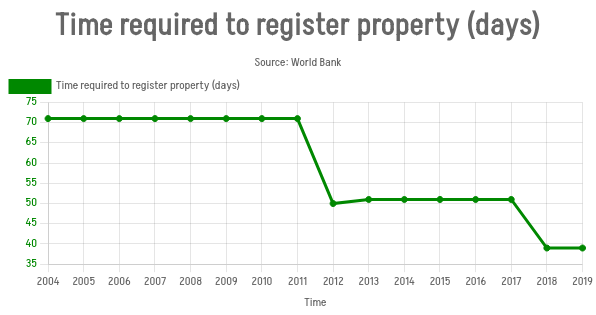 Time required to register property (days)
Source: World Bank
Time required to register property (days)
75
70
65
60
55
50
45
40
35
2004 2005 2006 2007 2008 2009 2010 2011 2012 2013 2014 2015 2016 2017 2018 2019
Time